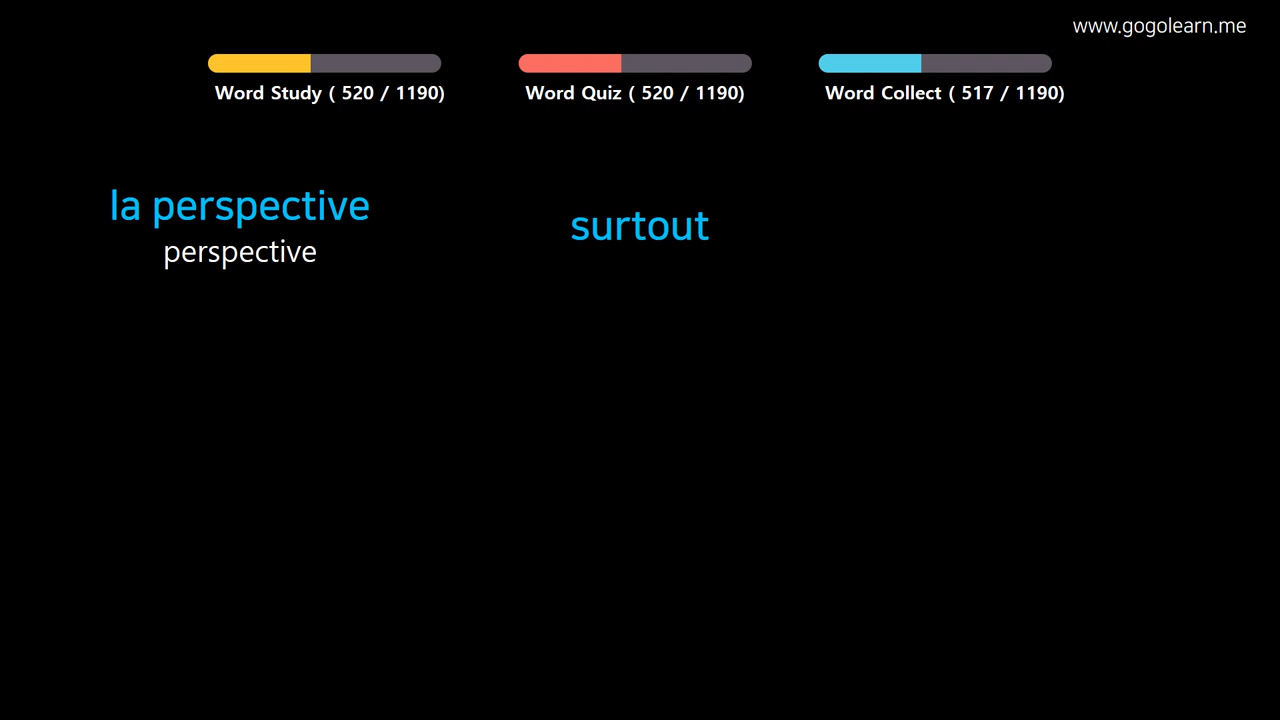 www.gogolearn.me
Word Study ( 520 / 1190)
Word Quiz ( 520 / 1190)
Word Collect ( 517 / 1190)
la perspective
perspective
surtout